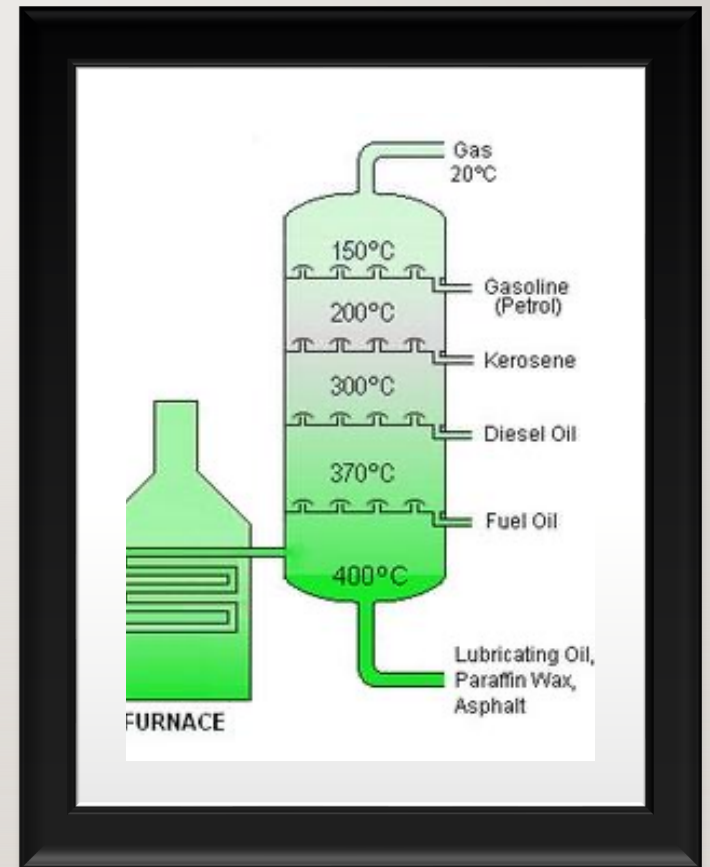 Gas
20°C
150°C
Gasoline
(Petrol)
200°C
Kerosene
300°C
Diesel Oil
370°C
Fuel Oil
400°C
Lubricating Oil,
Paraffin Wax,
Asphalt
FURNACE